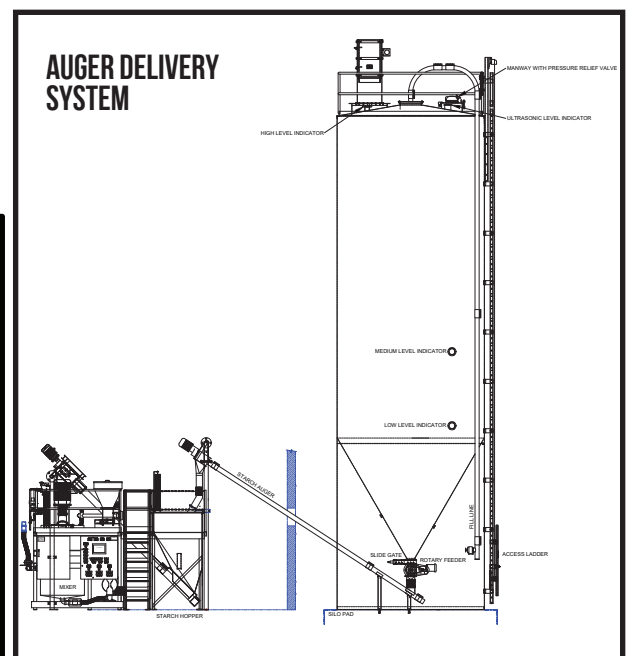 AUGER DELIVERY
SYSTEM
MANWAY WITH PRESSURE RELIEF VALVE
ULTRASONIC LEVEL INDICATOR
HIGH LEVEL INDICATOR
MEDIUM LEVEL INDICATOR
LOW LEVEL INDICATOR
STARCH AUGER
FILL LINE
SLIDE GATE
ROTARY FEEDER
ACCESS LADDER
MIXER
STARCH HOPPER
SILO PAD